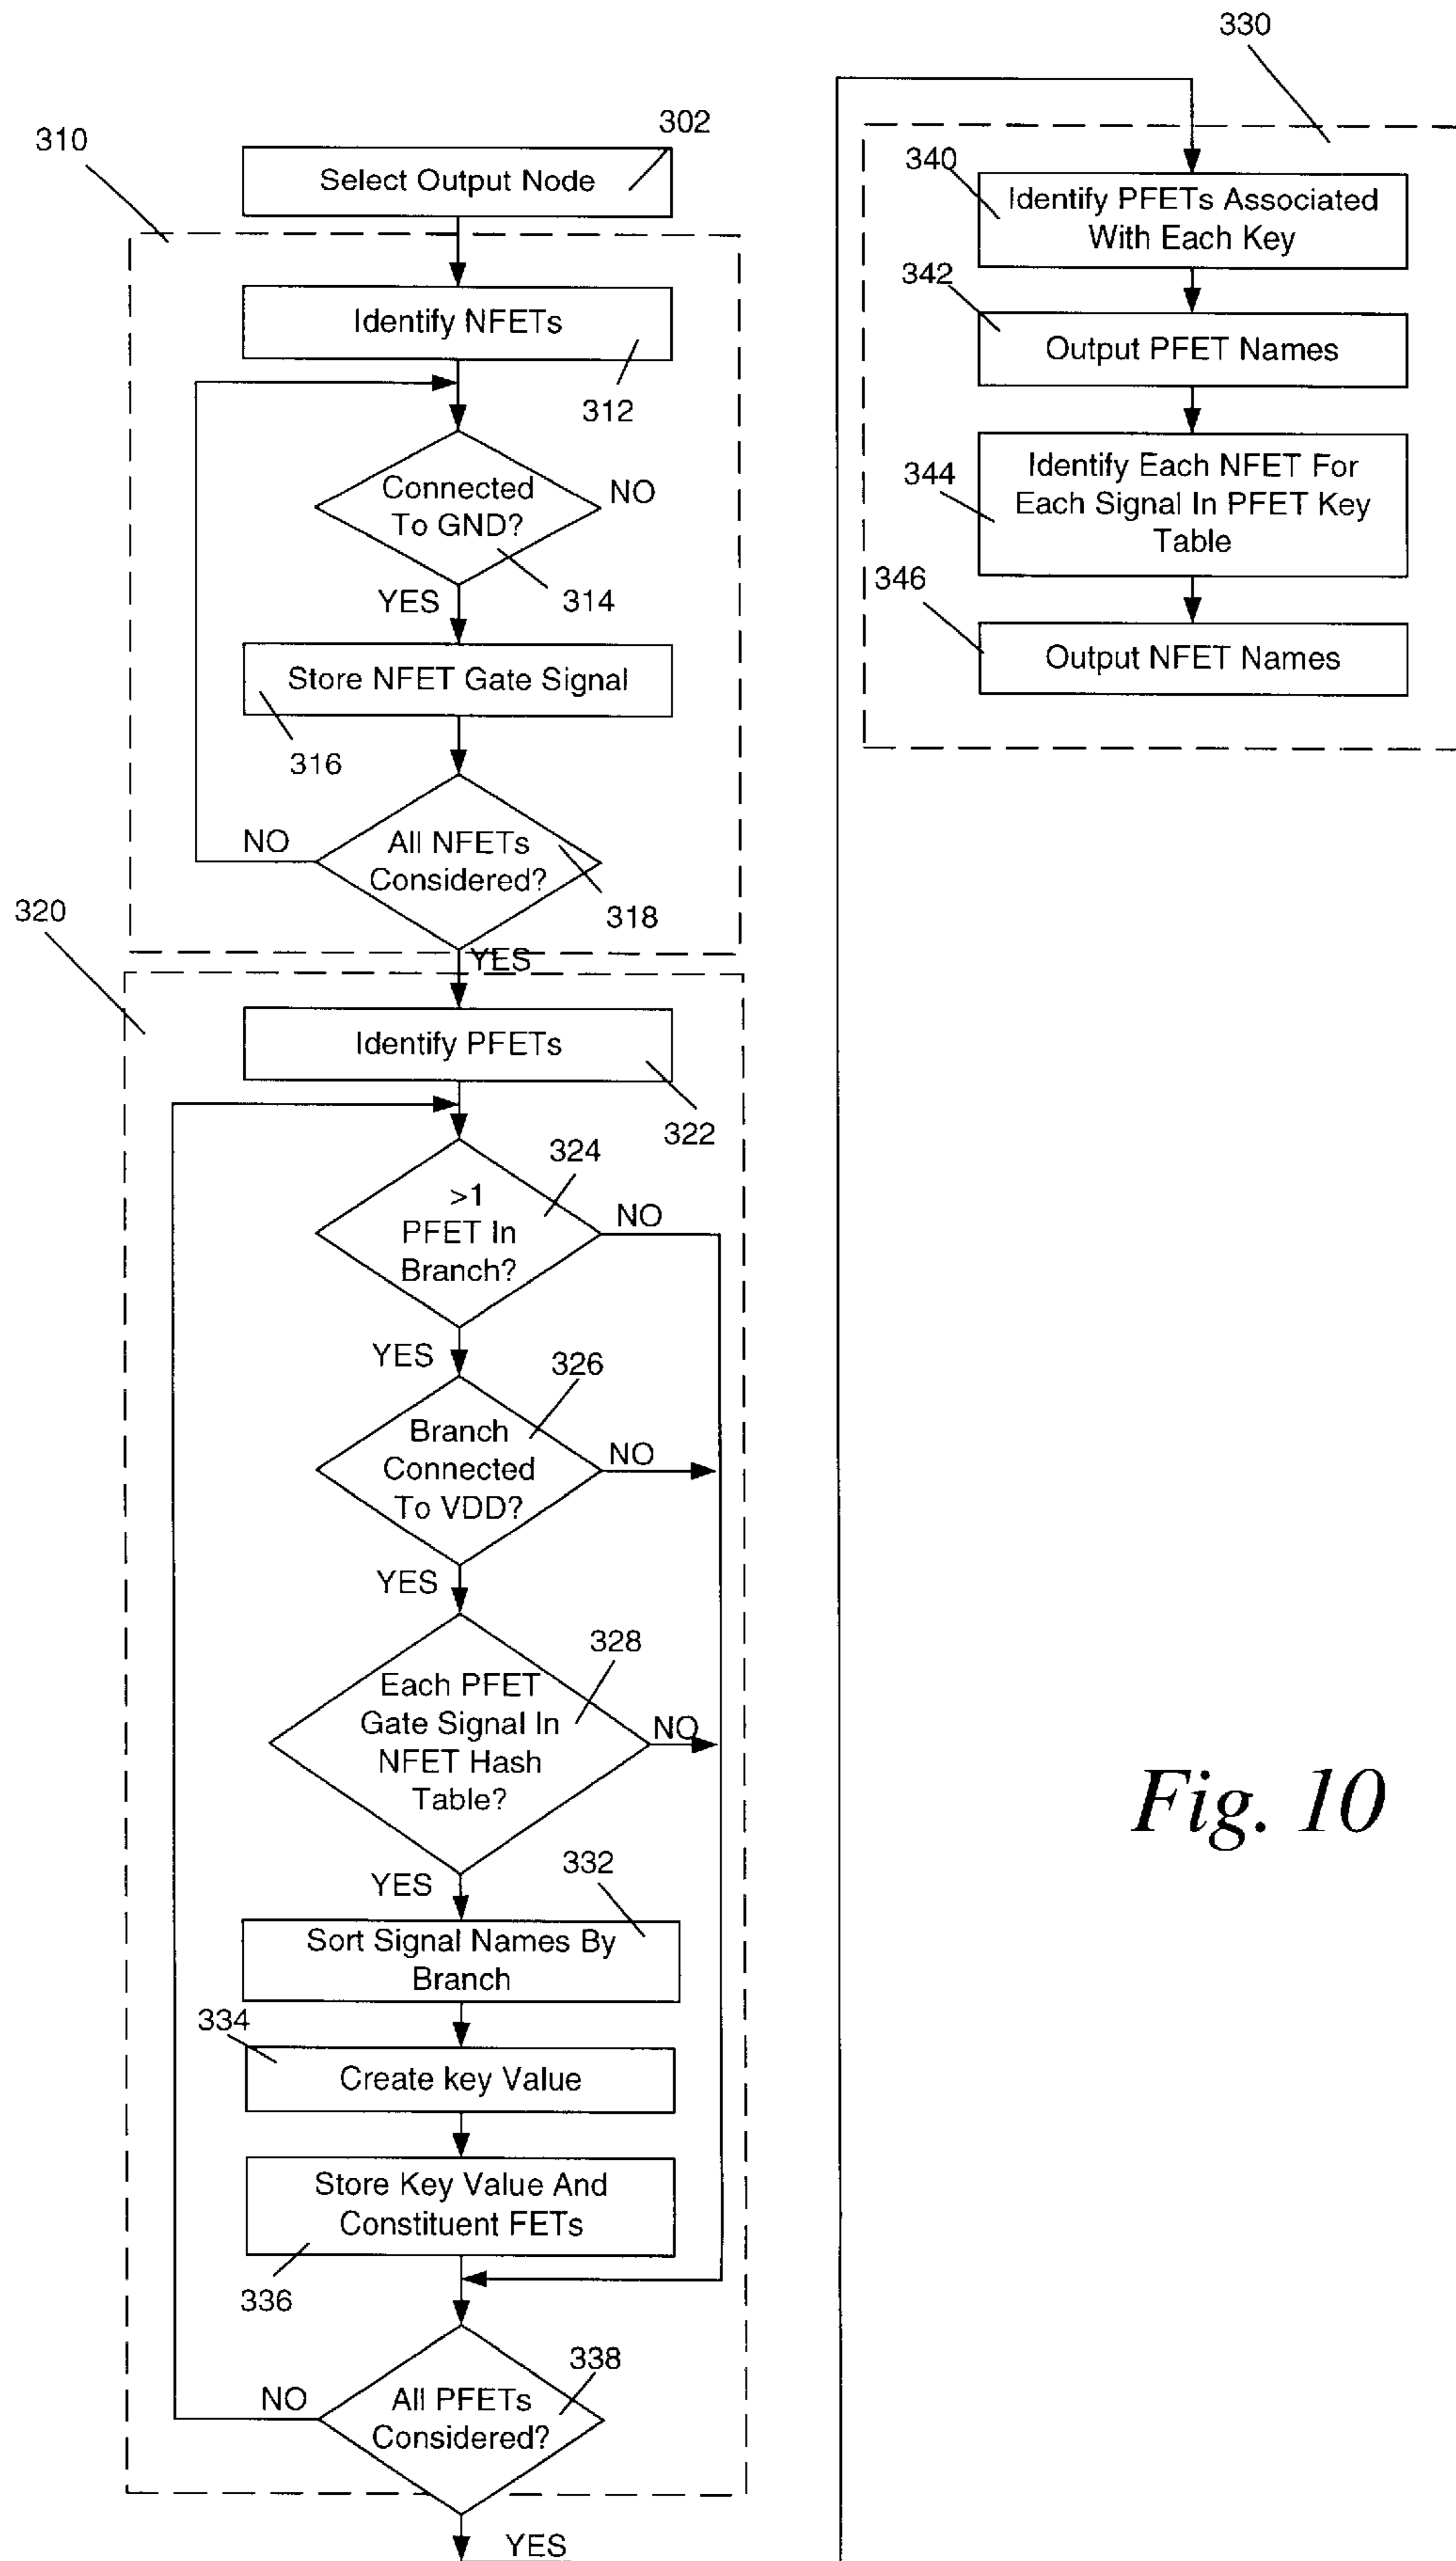 302
310
Select Output Node
Identify NFETs
312
Connected
To GND?
NO
314
YES
Store NFET Gate Signal
316
All NFETs
Considered?
NO
318
YES
320
Identify PFETs
322
324
>1
PFET In
Branch?
NO
YES
326
Branch
Connected
To VDD?
NO
YES
328
Each PFET
Gate Signal In
NFET Hash
Table?
NO
YES
332
Sort Signal Names By
Branch
334
Create key Value
Store Key Value And
Constituent FETs
336
338
All PFETs
Considered?
NO
YES
330
340
Identify PFETs Associated
With Each Key
342
Output PFET Names
344
Identify Each NFET For
Each Signal In PFET Key
Table
346
Output NFET Names
Fig. 10